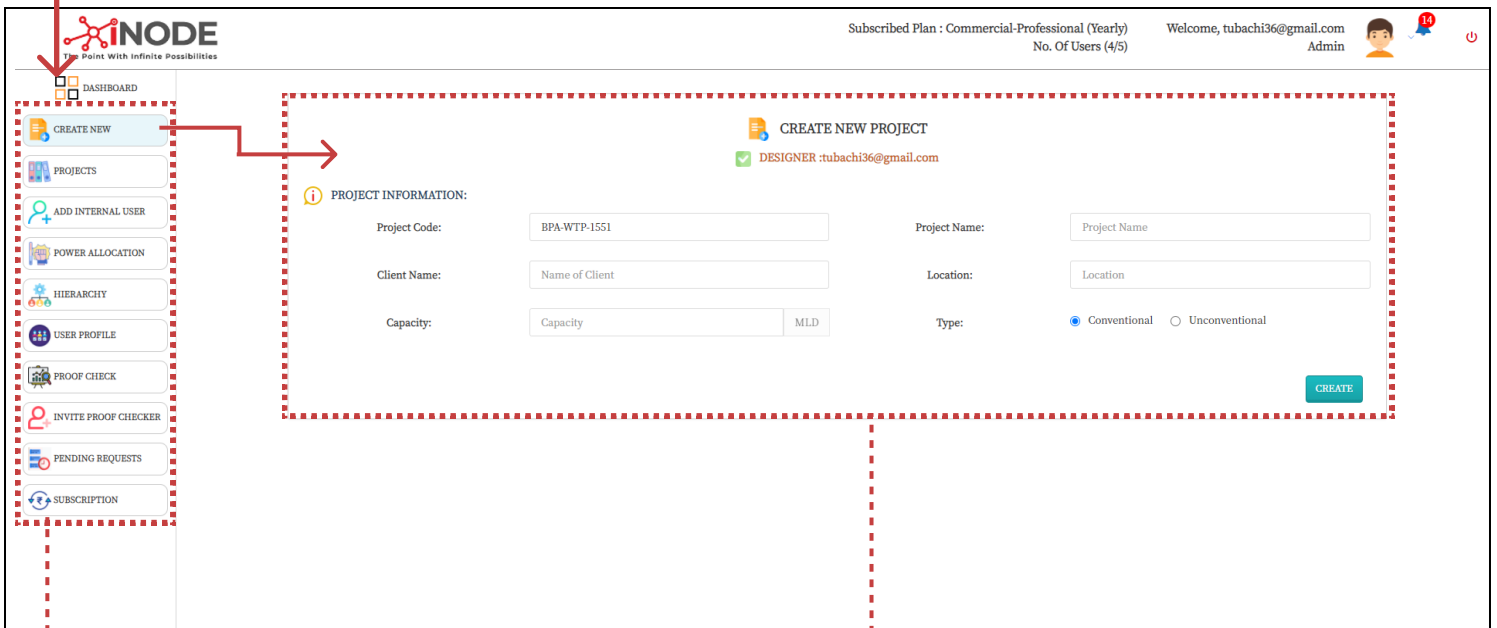 iNODE
The Point With Infinite Possibilities
Subscribed Plan : Commercial-Professional (Yearly)
No. Of Users (4/5)
Welcome, tubachi36@gmail.com
Admin
14
DASHBOARD
CREATE NEW
PROJECTS
ADD INTERNAL USER
POWER ALLOCATION
HIERARCHY
USER PROFILE
PROOF CHECK
INVITE PROOF CHECKER
PENDING REQUESTS
SUBSCRIPTION
CREATE NEW PROJECT
DESIGNER :tubachi36@gmail.com
PROJECT INFORMATION:
Project Code: BPA-WTP-1551 Project Name: Project Name
Client Name: Name of Client Location: Location
Capacity: Capacity MLD Type: Conventional Unconventional
CREATE